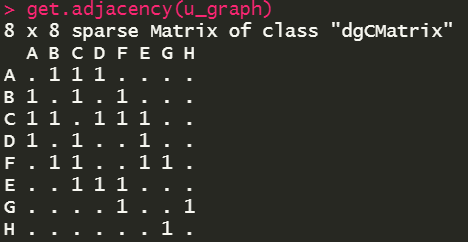 > get.adjacency(u_graph)
8 x 8 sparse Matrix of class "dgCMatrix"
  A B C D F E G H
A . 1 1 1 . . . .
B 1 . 1 . 1 . . .
C 1 1 . 1 1 1 . .
D 1 . 1 . . 1 . .
F . 1 1 . . 1 1 .
E . . 1 1 1 . . .
G . . . . 1 . . 1
H . . . . . . 1 .